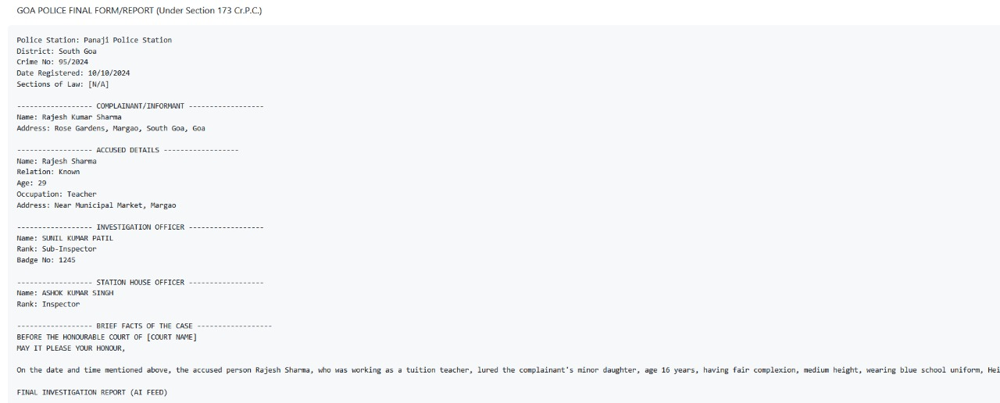 GOA POLICE FINAL FORM/REPORT (Under Section 173 Cr.P.C.)
Police Station: Panaji Police Station
District: South Goa
Crime No: 95/2024
Date Registered: 10/10/2024
Sections of Law: [N/A]
------------------ COMPLAINANT/INFORMANT ------------------
Name: Rajesh Kumar Sharma
Address: Rose Gardens, Margao, South Goa, Goa
------------------ ACCUSED DETAILS ------------------
Name: Rajesh Sharma
Relation: Known
Age: 29
Occupation: Teacher
Address: Near Municipal Market, Margao
------------------ INVESTIGATION OFFICER ------------------
Name: SUNIL KUMAR PATIL
Rank: Sub-Inspector
Badge No: 1245
------------------ STATION HOUSE OFFICER ------------------
Name: ASHOK KUMAR SINGH
Rank: Inspector
------------------ BRIEF FACTS OF THE CASE ------------------
BEFORE THE HONOURABLE COURT OF [COURT NAME]
MAY IT PLEASE YOUR HONOUR,
On the date and time mentioned above, the accused person Rajesh Sharma, who was working as a tuition teacher, lured the complainant's minor daughter, age 16 years, having fair complexion, medium height, wearing blue school uniform, Hei
FINAL INVESTIGATION REPORT (AI FEED)